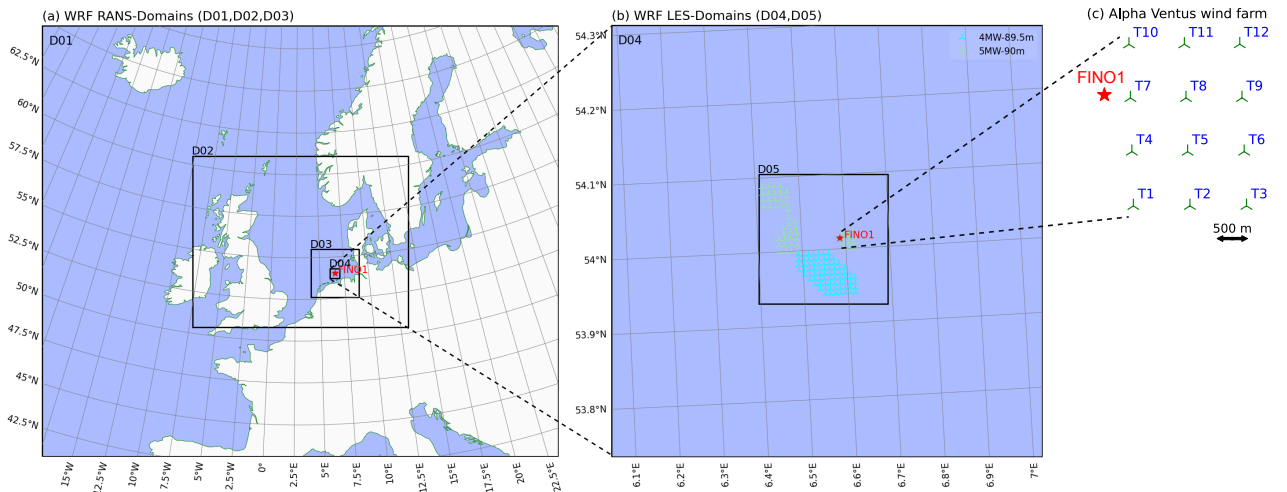 (a) WRF RANS-Domains (D01,D02,D03)
D01
D02
D03
D04
FINO1
62.5°N
60°N
57.5°N
55°N
52.5°N
50°N
47.5°N
45°N
42.5°N
15°W
12.5°W
10°W
7.5°W
5°W
2.5°W
0°
2.5°E
5°E
7.5°E
10°E
12.5°E
15°E
17.5°E
20°E
22.5°E
(b) WRF LES-Domains (D04,D05)
D04
4MW-89.5m
5MW-90m
D05
FINO1
54.3°N
54.2°N
54.1°N
54°N
53.9°N
53.8°N
6.1°E
6.2°E
6.3°E
6.4°E
6.5°E
6.6°E
6.7°E
6.8°E
6.9°E
7°E
(c) Alpha Ventus wind farm
T10 T11 T12
FINO1
T7 T8 T9
T4 T5 T6
T1 T2 T3
500 m